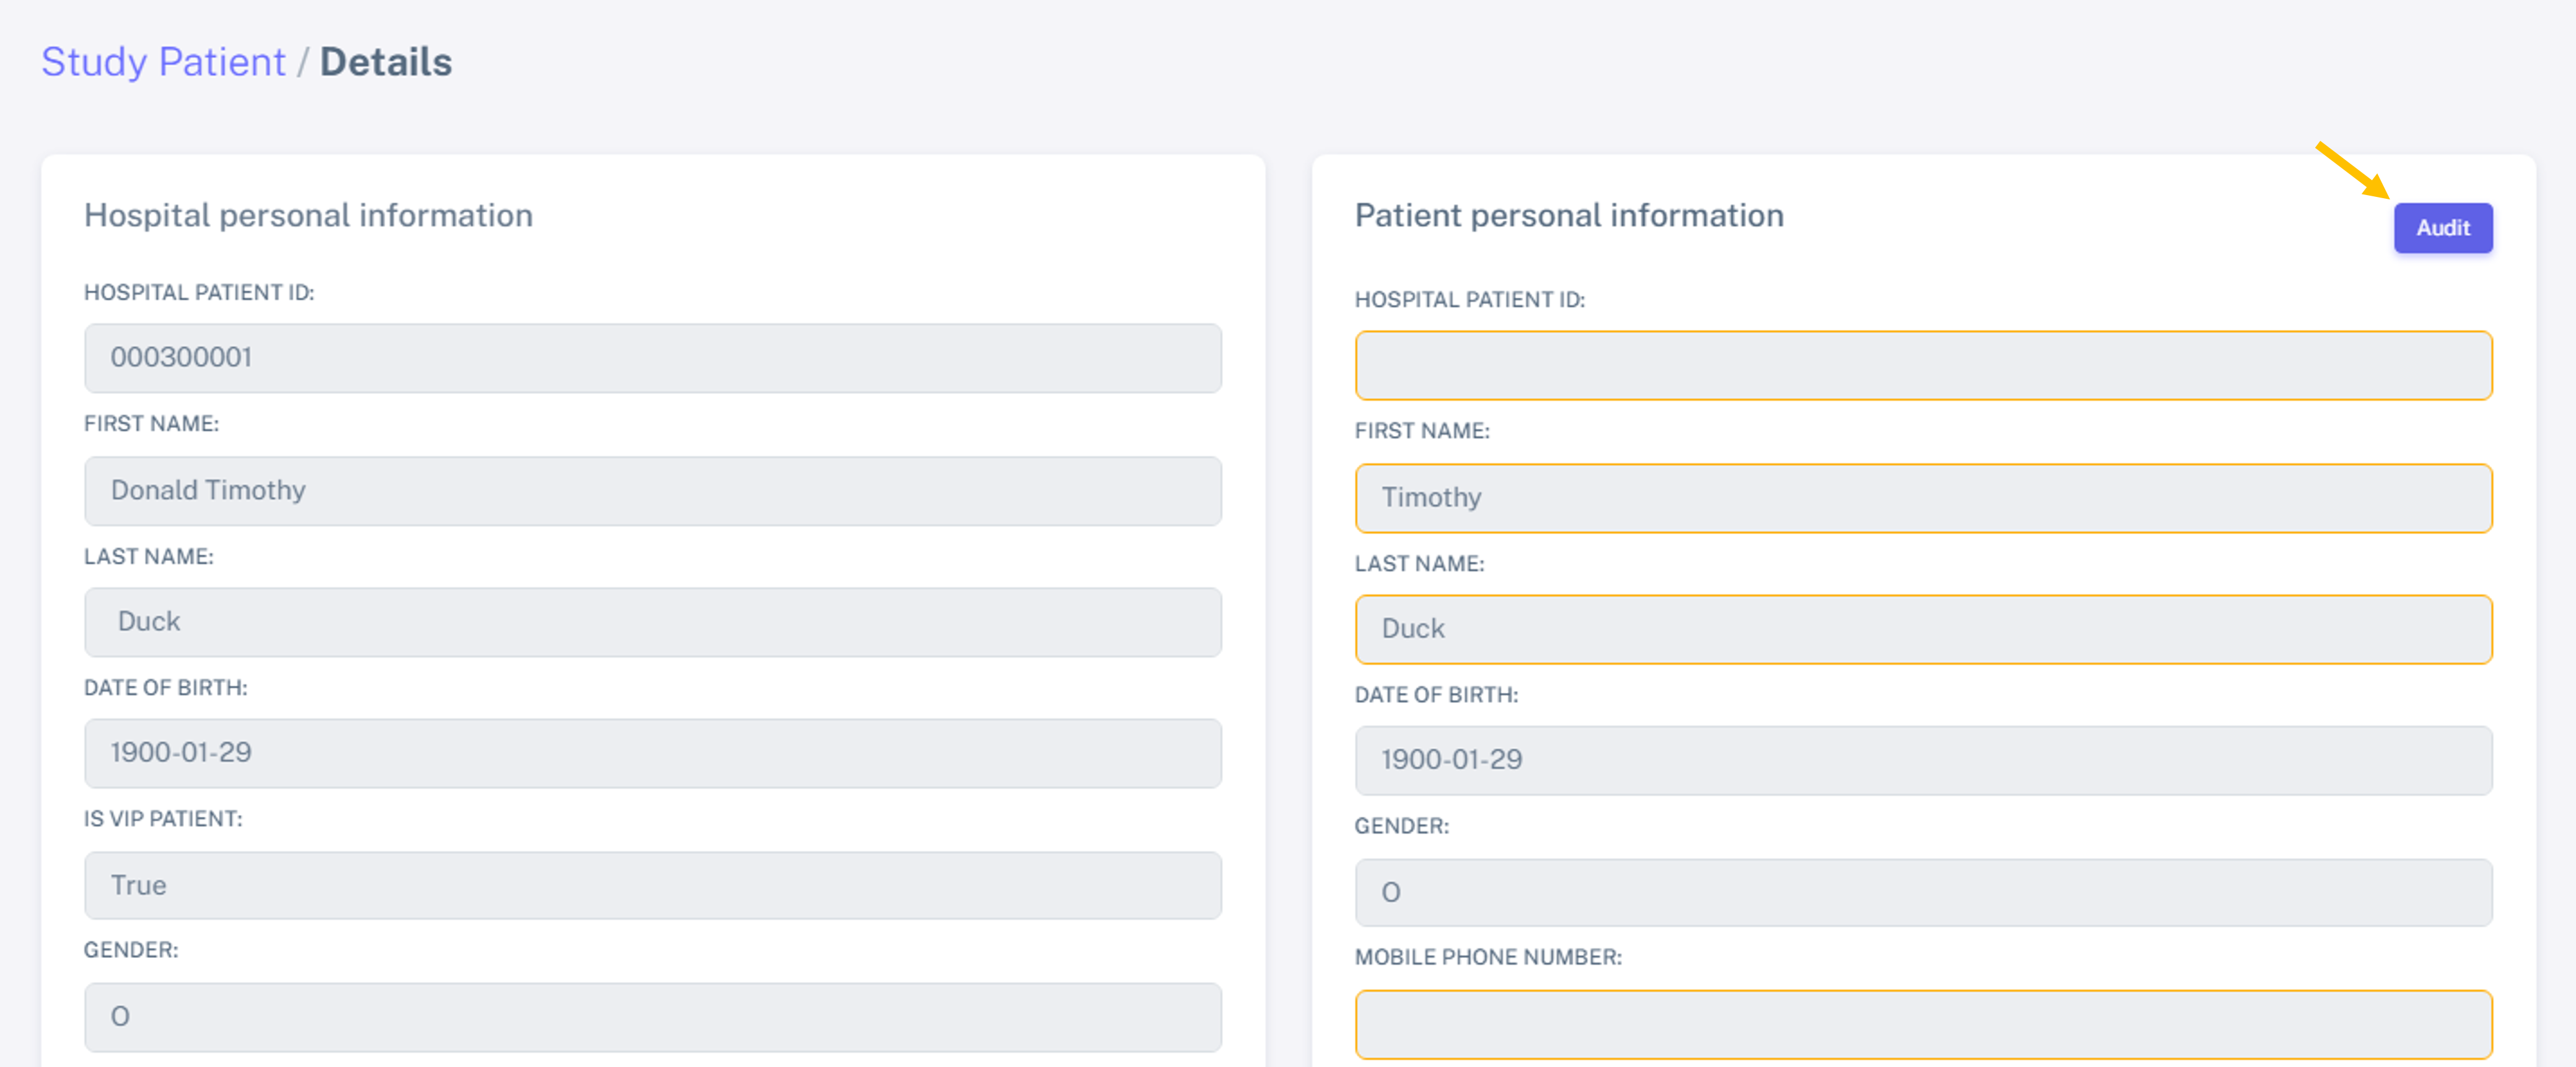 Study Patient / Details
Hospital personal information
HOSPITAL PATIENT ID:
000300001
FIRST NAME:
Donald Timothy
LAST NAME:
Duck
DATE OF BIRTH:
1900-01-29
IS VIP PATIENT:
True
GENDER:
O
Patient personal information
Audit
HOSPITAL PATIENT ID:
FIRST NAME:
Timothy
LAST NAME:
Duck
DATE OF BIRTH:
1900-01-29
GENDER:
O
MOBILE PHONE NUMBER: